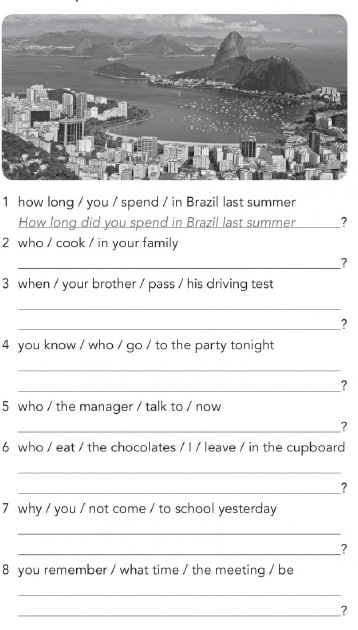 1 how long / you / spend / in Brazil last summer
How long did you spend in Brazil last summer ?
2 who / cook / in your family
?
3 when / your brother / pass / his driving test
?
4 you know / who / go / to the party tonight
?
5 who / the manager / talk to / now
?
6 who / eat / the chocolates / I / leave / in the cupboard
?
7 why / you / not come / to school yesterday
?
8 you remember / what time / the meeting / be
?